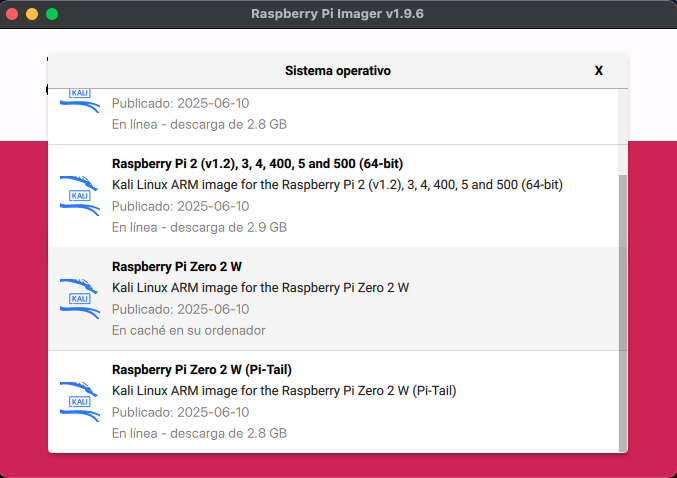 Raspberry Pi Imager v1.9.6
Sistema operativo
X
KALI
Publicado: 2025-06-10
En línea - descarga de 2.8 GB
Raspberry Pi 2 (v1.2), 3, 4, 400, 5 and 500 (64-bit)
KALI
Kali Linux ARM image for the Raspberry Pi 2 (v1.2), 3, 4, 400, 5 and 500 (64-bit)
Publicado: 2025-06-10
En línea - descarga de 2.9 GB
Raspberry Pi Zero 2 W
KALI
Kali Linux ARM image for the Raspberry Pi Zero 2 W
Publicado: 2025-06-10
En caché en su ordenador
Raspberry Pi Zero 2 W (Pi-Tail)
KALI
Kali Linux ARM image for the Raspberry Pi Zero 2 W (Pi-Tail)
Publicado: 2025-06-10
En línea - descarga de 2.8 GB